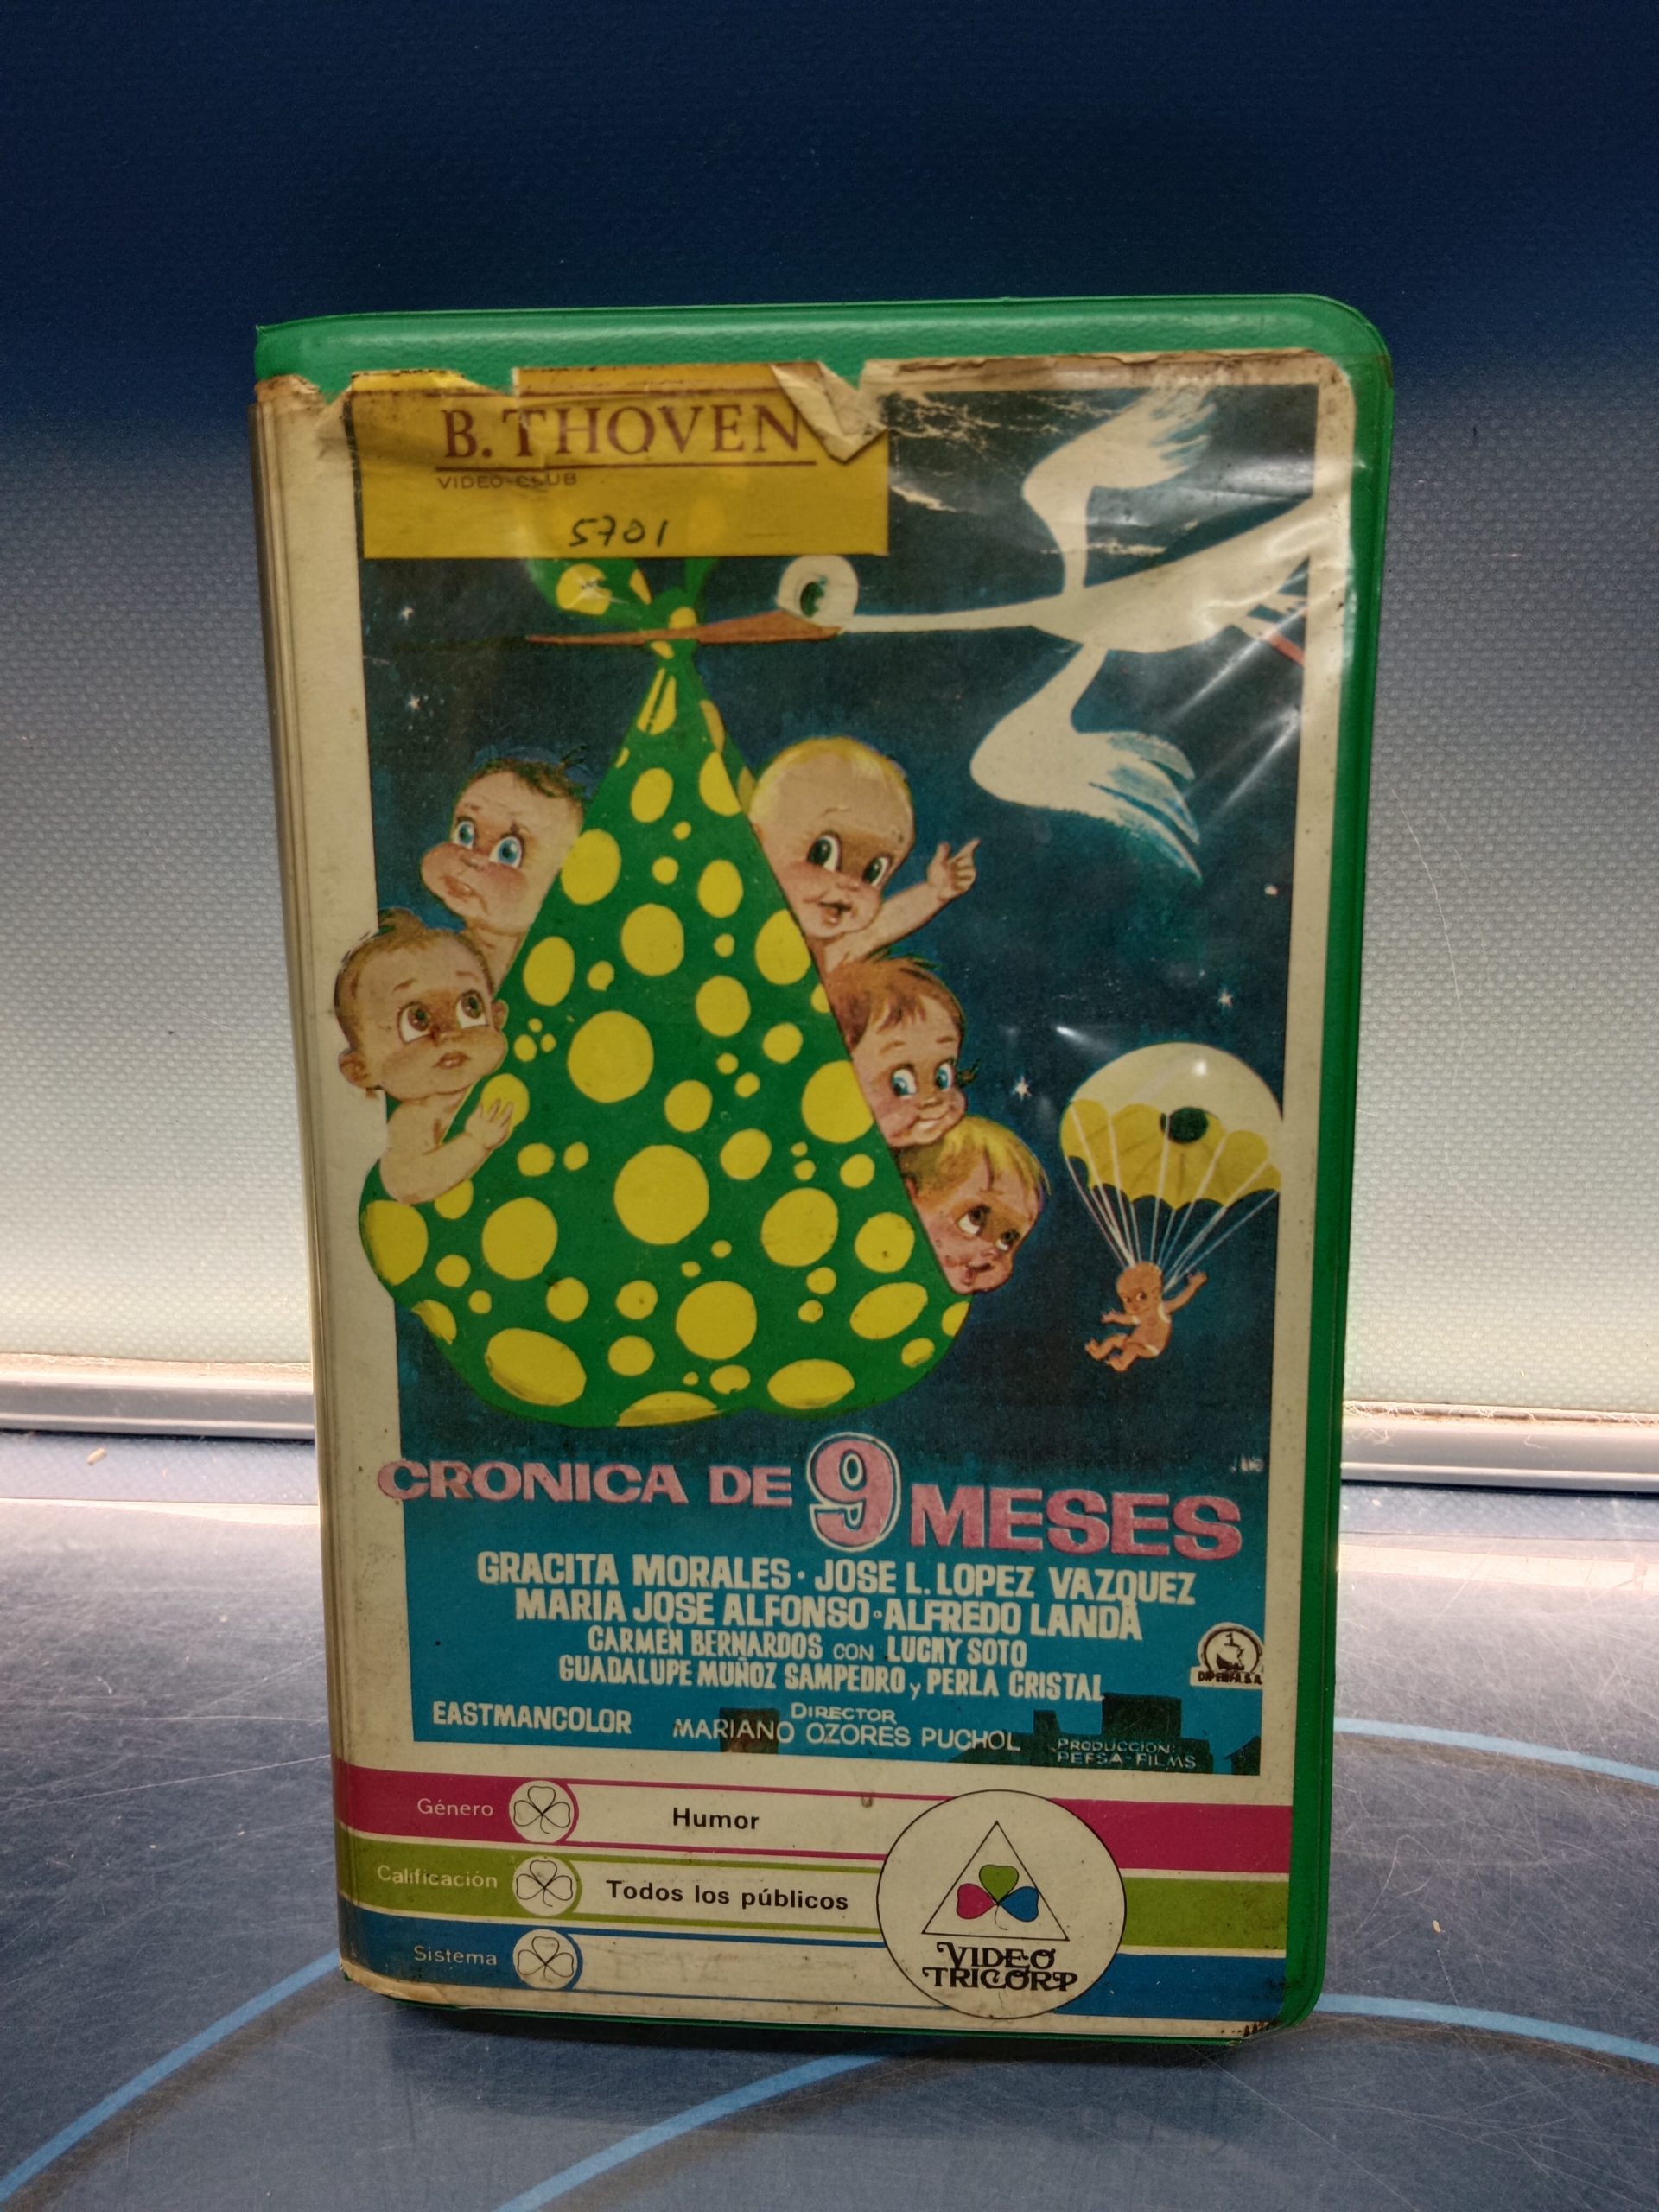 B. THOVEN
VIDEO-CLUB
5701
CRONICA DE 9 MESES
GRACITA MORALES · JOSE L. LOPEZ VAZQUEZ
MARIA JOSE ALFONSO · ALFREDO LANDA
CARMEN BERNARDOS CON LUCHY SOTO
GUADALUPE MUÑOZ SAMPEDRO y PERLA CRISTAL
DIPENFA S.A.
EASTMANCOLOR
DIRECTOR
MARIANO OZORES PUCHOL
PRODUCCION:
PEFSA-FILMS
Género Humor
Calificación Todos los públicos
Sistema
VIDEO
TRICORP